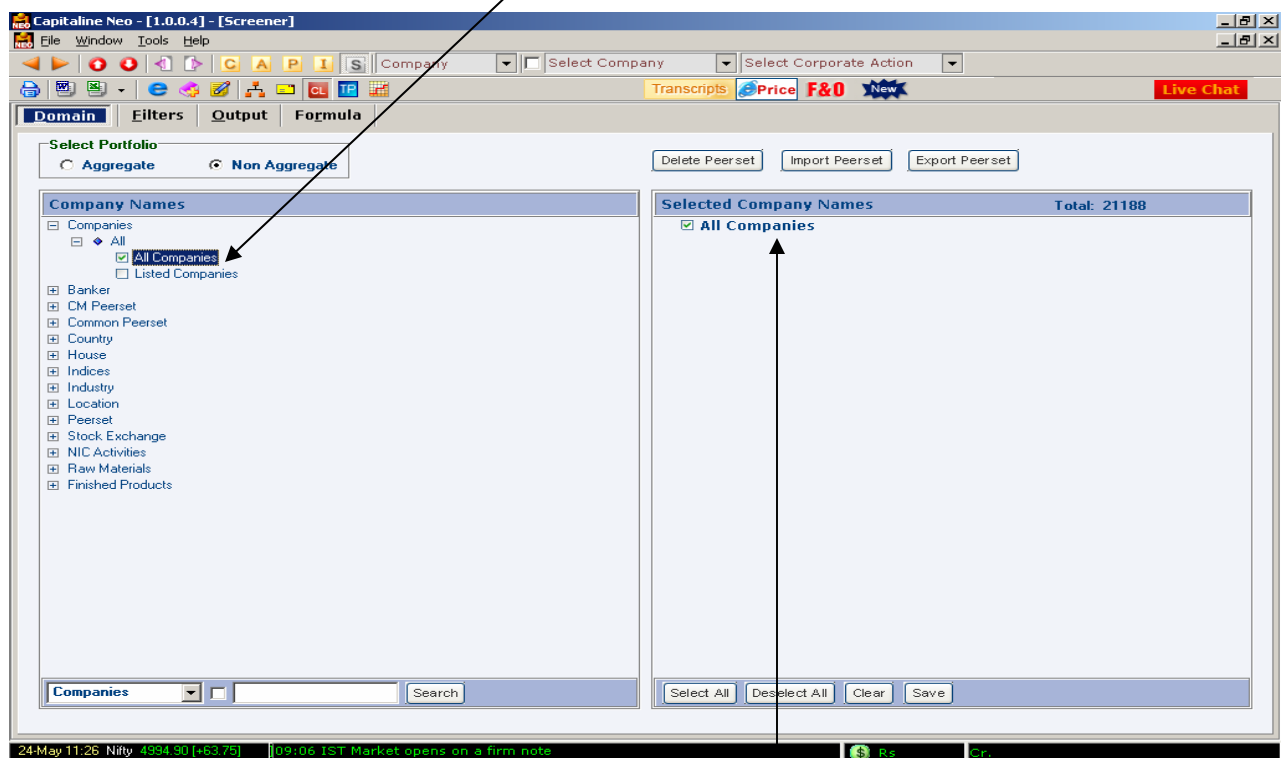 Capitaline Neo - [1.0.0.4] - [Screener]
File Window Tools Help
C A P I S Company Select Company Select Corporate Action
CL TP Transcripts Price F&O New Live Chat
Domain Filters Output Formula
Select Portfolio
Aggregate Non Aggregate
Delete Peerset Import Peerset Export Peerset
Company Names
Selected Company Names Total: 21188
Companies
All
All Companies
Listed Companies
Banker
CM Peerset
Common Peerset
Country
House
Indices
Industry
Location
Peerset
Stock Exchange
NIC Activities
Raw Materials
Finished Products
All Companies
Companies Search
Select All Deselect All Clear Save
24-May 11:26 Nifty 4994.90 [+63.75] 09:06 IST Market opens on a firm note $ Rs Cr.